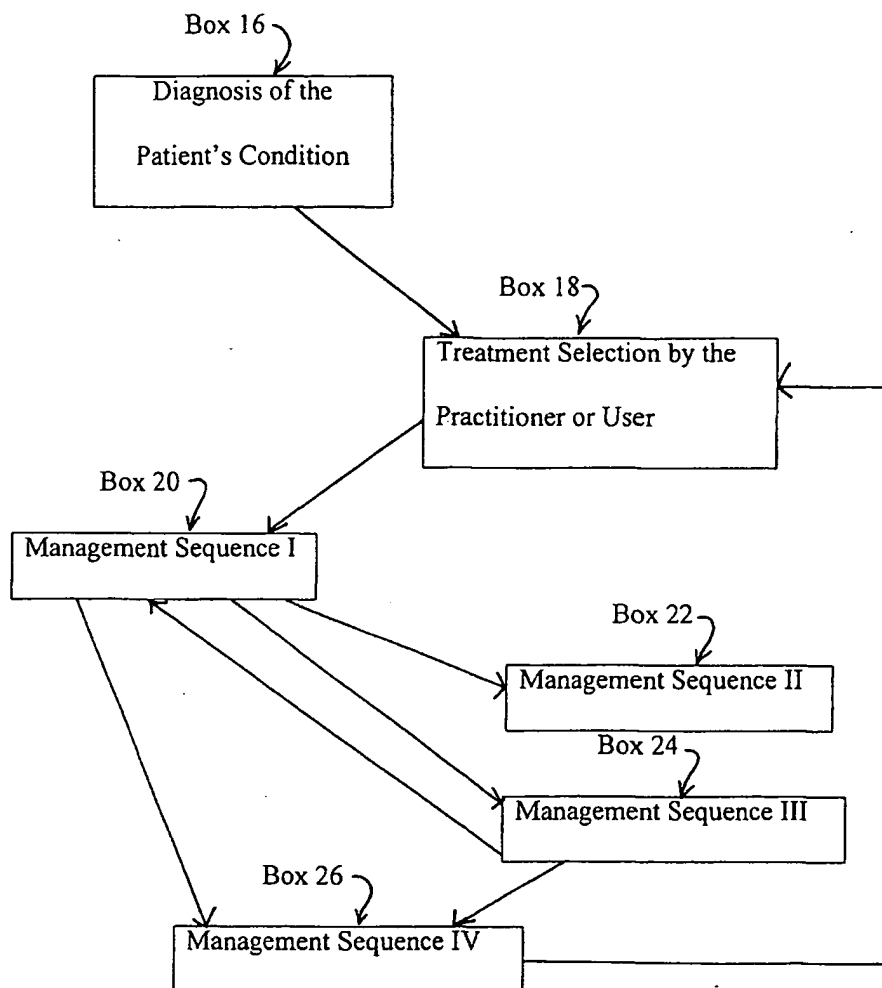 Box 16
Diagnosis of the
Patient's Condition
Box 18
Treatment Selection by the
Practitioner or User
Box 20
Management Sequence I
Box 22
Management Sequence II
Box 24
Management Sequence III
Box 26
Management Sequence IV